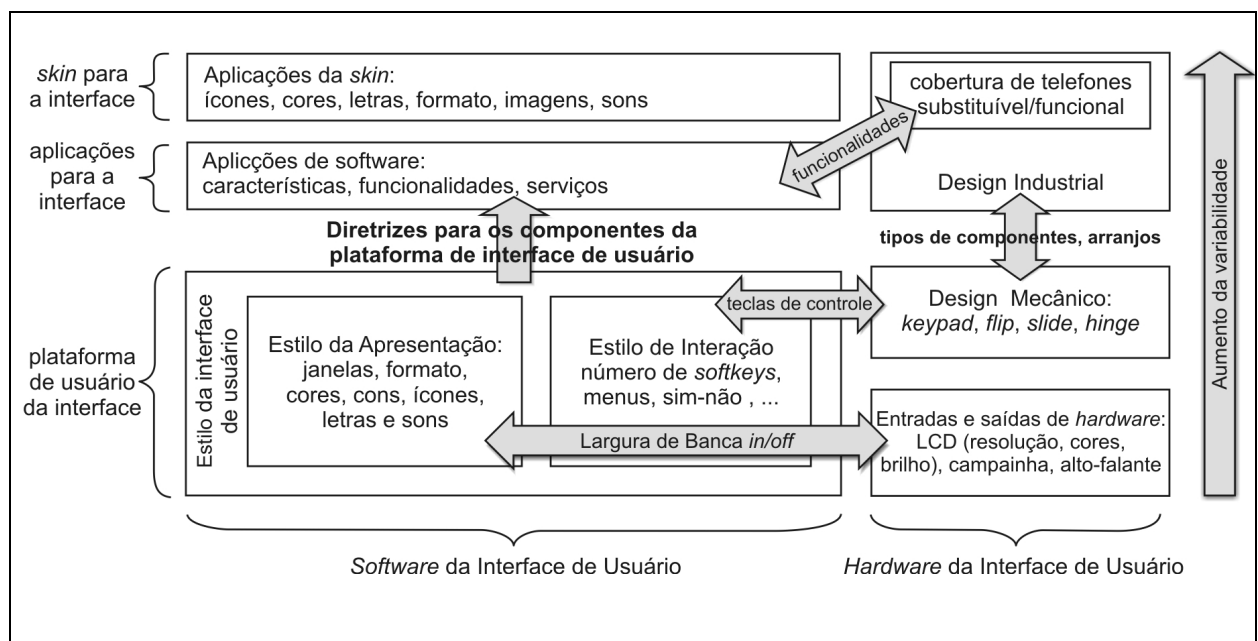 skin para
a interface
Aplicações da skin:
ícones, cores, letras, formato, imagens, sons
cobertura de telefones
substituível/funcional
funcionalidades
aplicações
para a
interface
Aplicções de software:
características, funcionalidades, serviços
Design Industrial
Diretrizes para os componentes da
plataforma de interface de usuário
tipos de componentes, arranjos
plataforma
de usuário
da interface
Estilo da interface
de usuário
Estilo da Apresentação:
janelas, formato,
cores, cons, ícones,
letras e sons
Estilo de Interação
número de softkeys,
menus, sim-não , ...
teclas de controle
Design Mecânico:
keypad, flip, slide, hinge
Largura de Banca in/off
Entradas e saídas de hardware:
LCD (resolução, cores,
brilho), campainha, alto-falante
Aumento da variabilidade
Software da Interface de Usuário
Hardware da Interface de Usuário